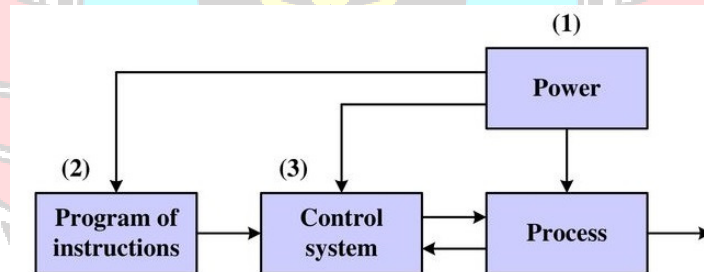 (1)
Power
(2)
(3)
Program of
instructions
Control
system
Process